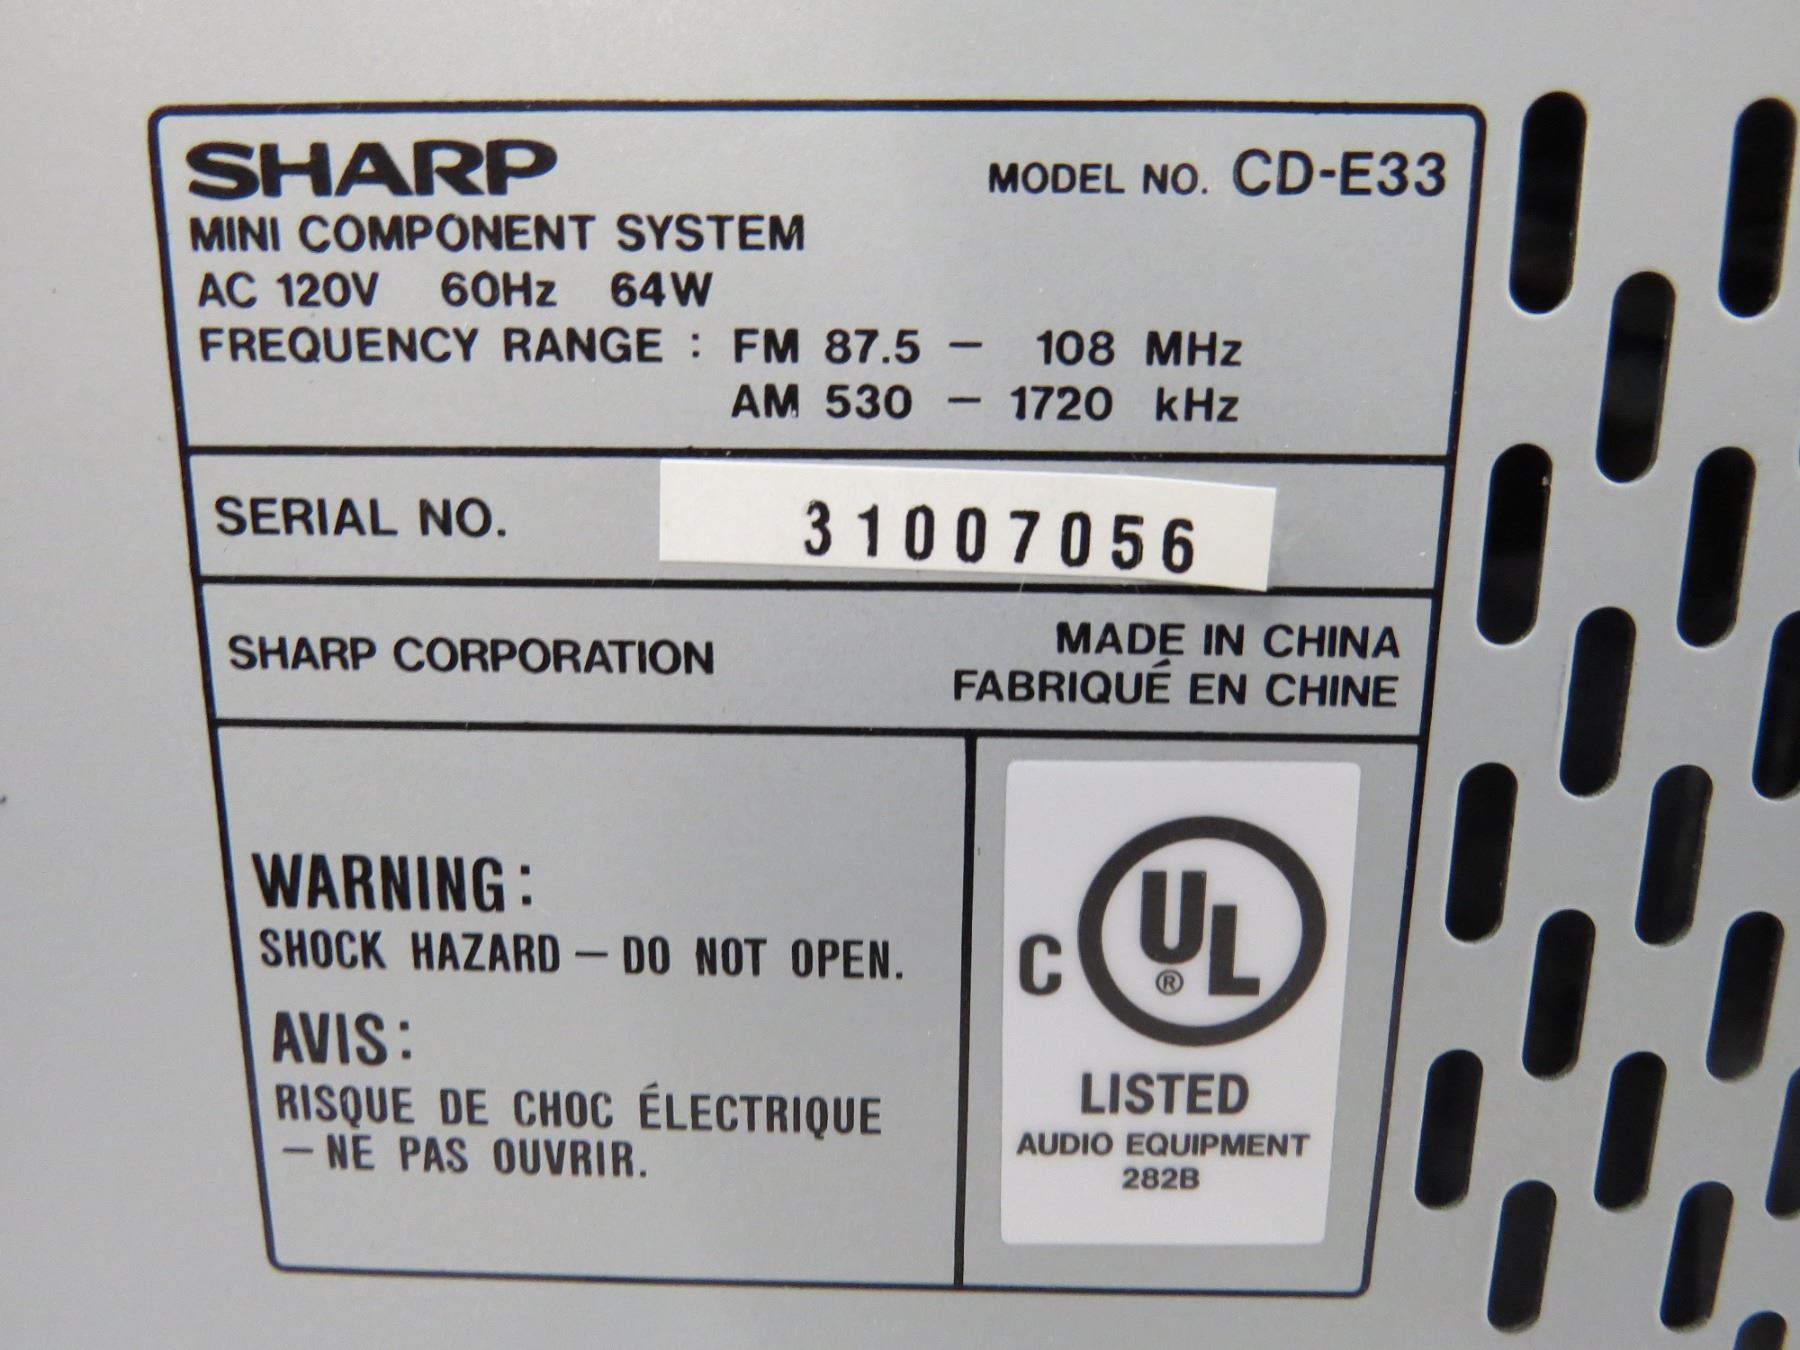 SHARP
MODEL NO. CD-E33
MINI COMPONENT SYSTEM
AC 120V 60Hz 64W
FREQUENCY RANGE : FM 87.5 – 108 MHz
AM 530 – 1720 kHz
SERIAL NO. 31007056
SHARP CORPORATION
MADE IN CHINA
FABRIQUÉ EN CHINE
WARNING:
SHOCK HAZARD – DO NOT OPEN.
AVIS:
RISQUE DE CHOC ÉLECTRIQUE
– NE PAS OUVRIR.
C UL ®
LISTED
AUDIO EQUIPMENT
282B